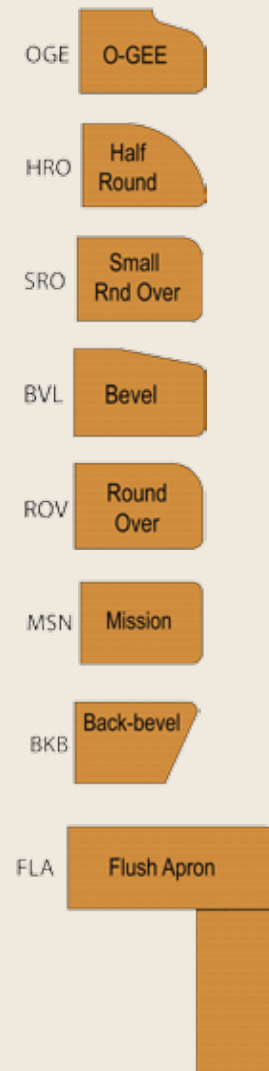 OGE O-GEE
HRO Half
Round
SRO Small
Rnd Over
BVL Bevel
ROV Round
Over
MSN Mission
BKB Back-bevel
FLA Flush Apron